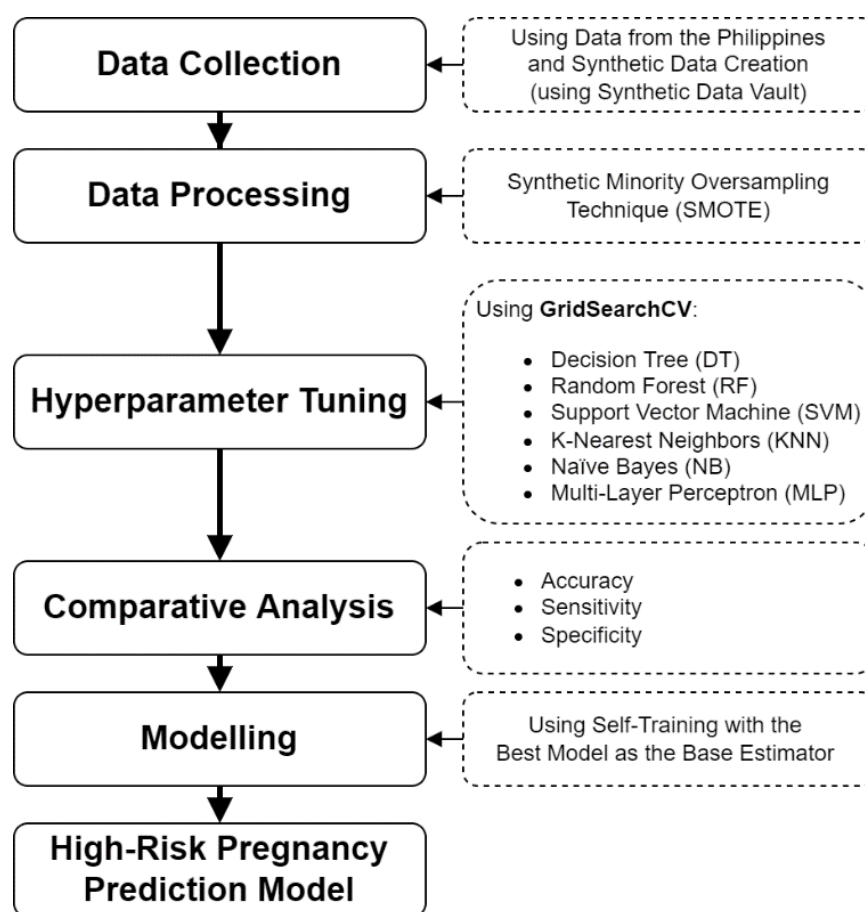 Data Collection
Using Data from the Philippines
and Synthetic Data Creation
(using Synthetic Data Vault)
Data Processing
Synthetic Minority Oversampling
Technique (SMOTE)
Hyperparameter Tuning
Using GridSearchCV:
• Decision Tree (DT)
• Random Forest (RF)
• Support Vector Machine (SVM)
• K-Nearest Neighbors (KNN)
• Naïve Bayes (NB)
• Multi-Layer Perceptron (MLP)
Comparative Analysis
• Accuracy
• Sensitivity
• Specificity
Modelling
Using Self-Training with the
Best Model as the Base Estimator
High-Risk Pregnancy
Prediction Model